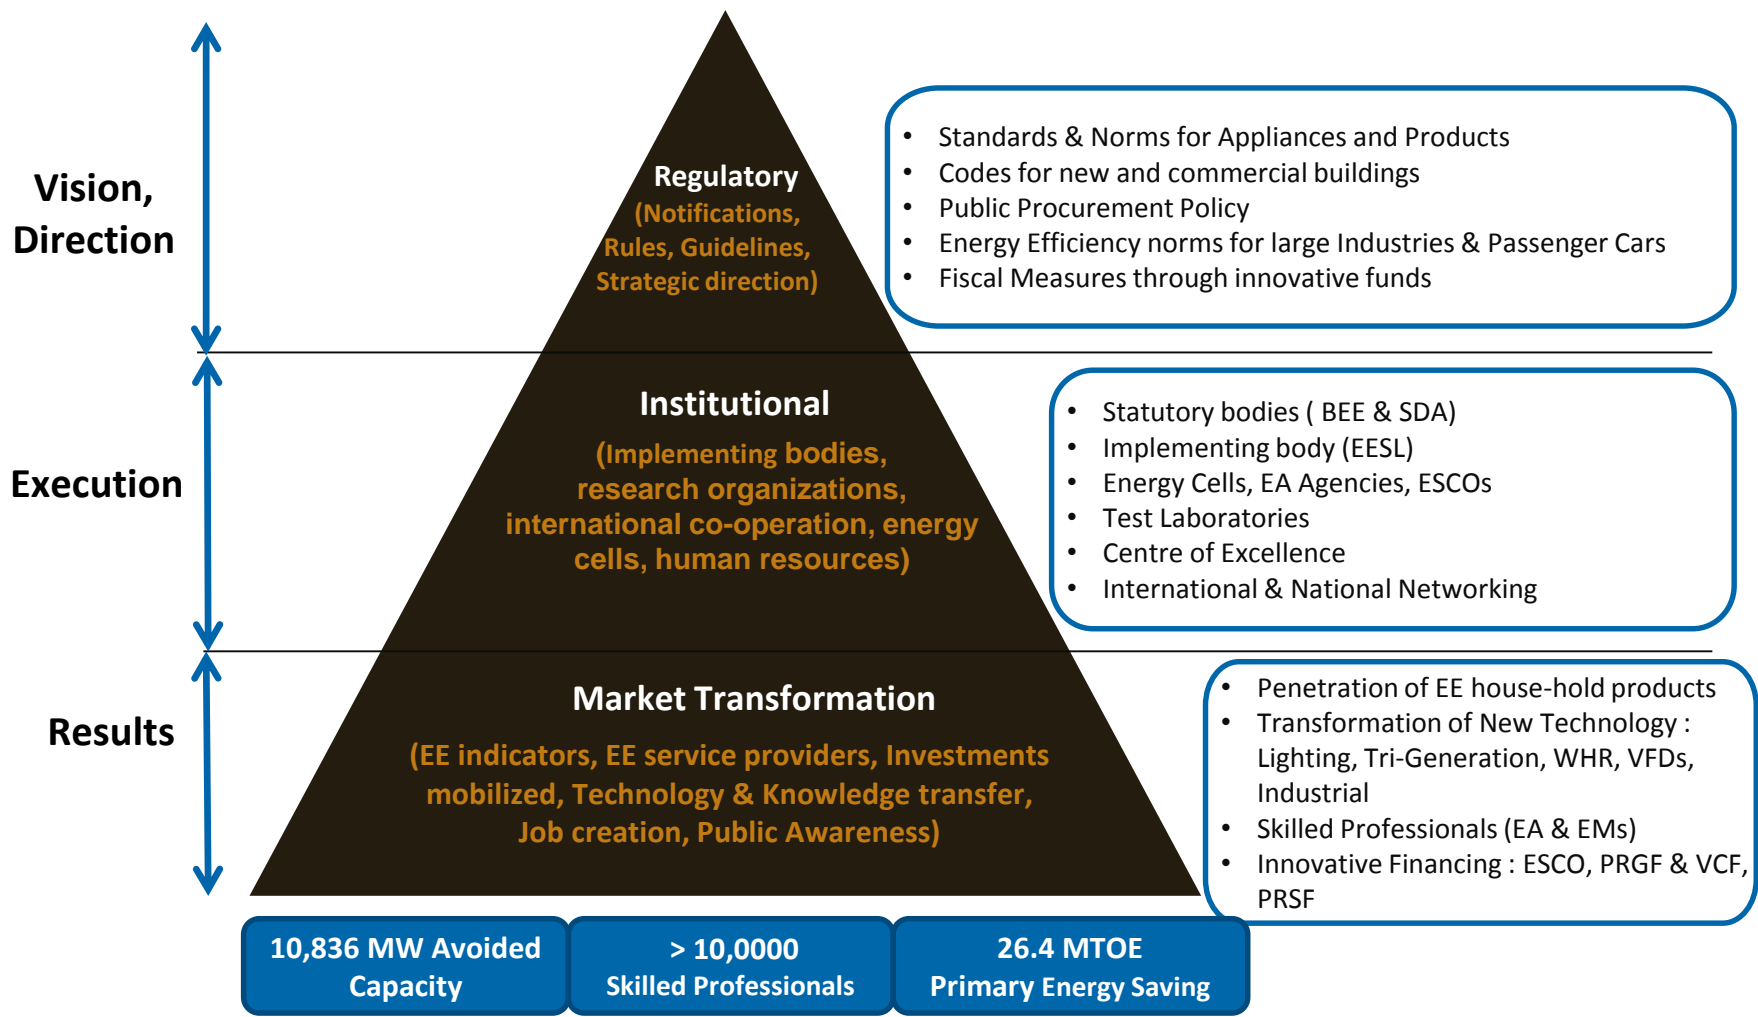 Vision,
Direction
Regulatory
(Notifications,
Rules, Guidelines,
Strategic direction)
• Standards & Norms for Appliances and Products
• Codes for new and commercial buildings
• Public Procurement Policy
• Energy Efficiency norms for large Industries & Passenger Cars
• Fiscal Measures through innovative funds
Execution
Institutional
(Implementing bodies,
research organizations,
international co-operation, energy
cells, human resources)
• Statutory bodies ( BEE & SDA)
• Implementing body (EESL)
• Energy Cells, EA Agencies, ESCOs
• Test Laboratories
• Centre of Excellence
• International & National Networking
Results
Market Transformation
(EE indicators, EE service providers, Investments
mobilized, Technology & Knowledge transfer,
Job creation, Public Awareness)
• Penetration of EE house-hold products
• Transformation of New Technology :
Lighting, Tri-Generation, WHR, VFDs,
Industrial
• Skilled Professionals (EA & EMs)
• Innovative Financing : ESCO, PRGF & VCF,
PRSF
10,836 MW Avoided
Capacity
> 10,0000
Skilled Professionals
26.4 MTOE
Primary Energy Saving